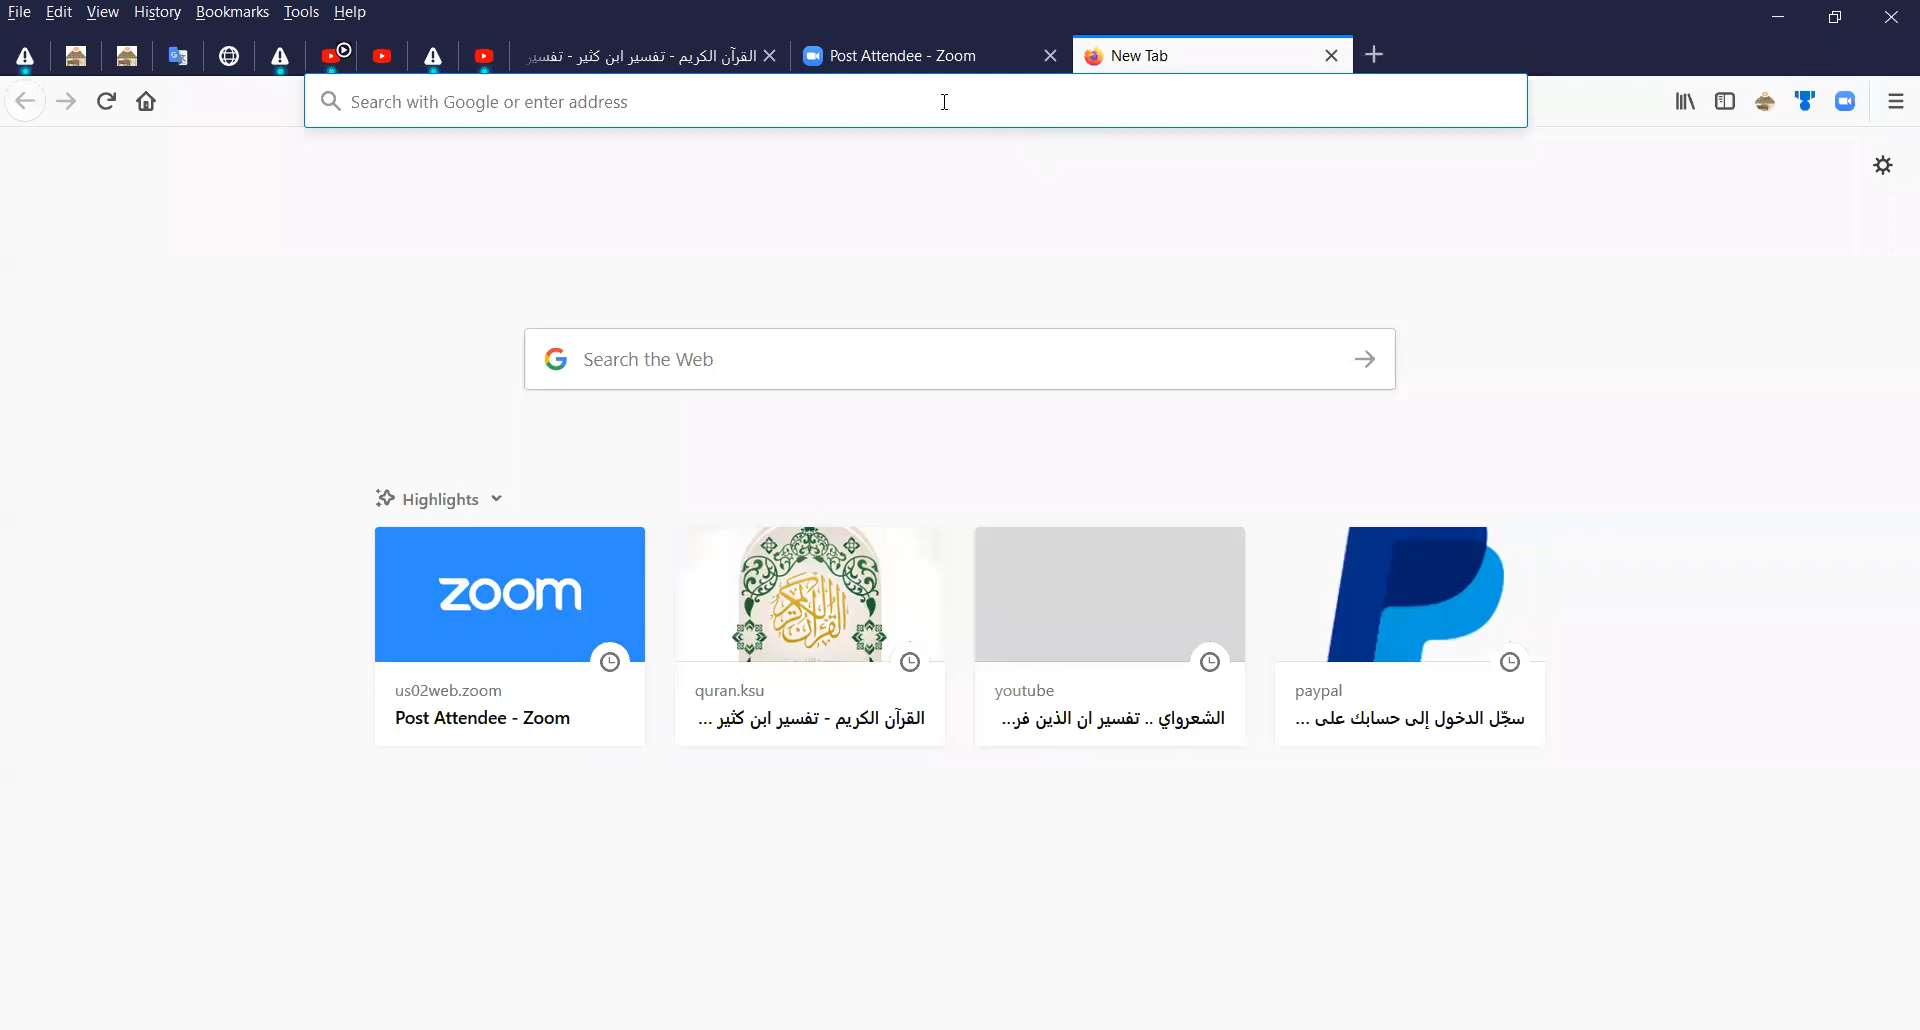 File Edit View History Bookmarks Tools Help
القرآن الكريم - تفسير ابن كثير - تفسير
Post Attendee - Zoom
New Tab
Search with Google or enter address
Search the Web
Highlights
zoom
us02web.zoom
Post Attendee - Zoom
quran.ksu
القرآن الكريم - تفسير ابن كثير ...
youtube
الشعرواي .. تفسير ان الذين فر...
paypal
سجّل الدخول إلى حسابك على ...